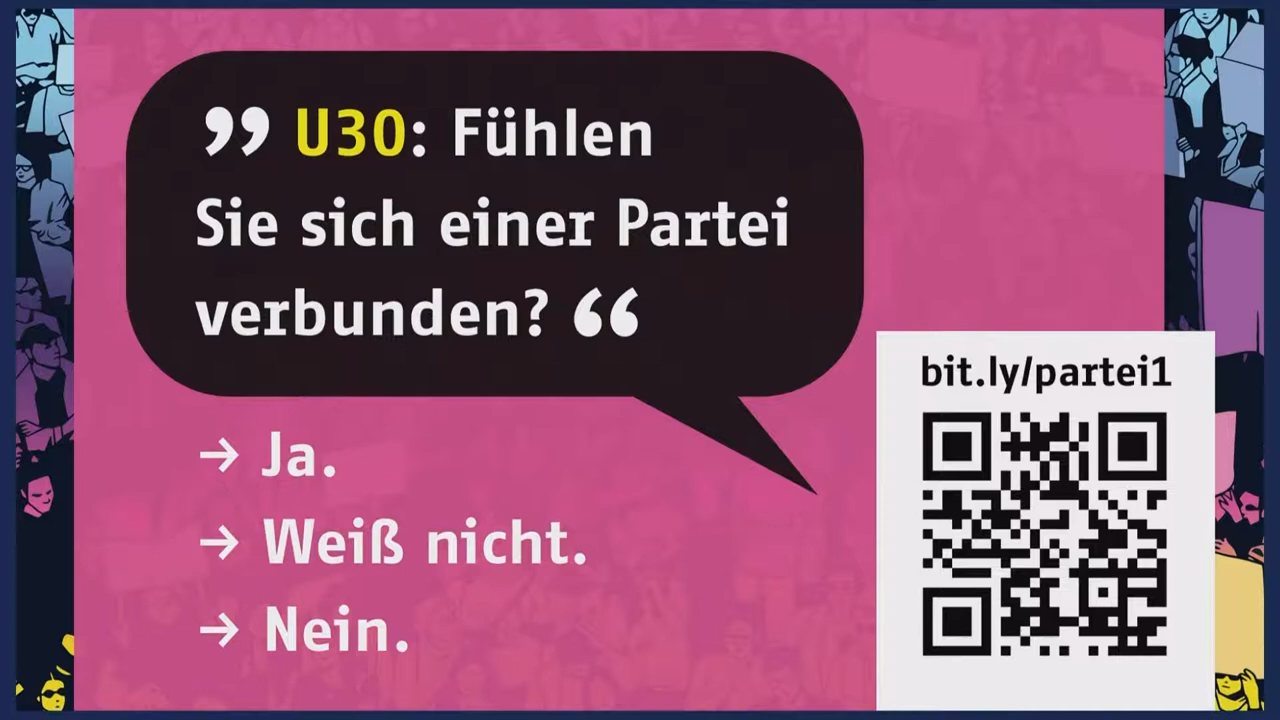 ❜❜ U30: Fühlen
Sie sich einer Partei
verbunden? ❛❛
→ Ja.
→ Weiß nicht.
→ Nein.
bit.ly/partei1